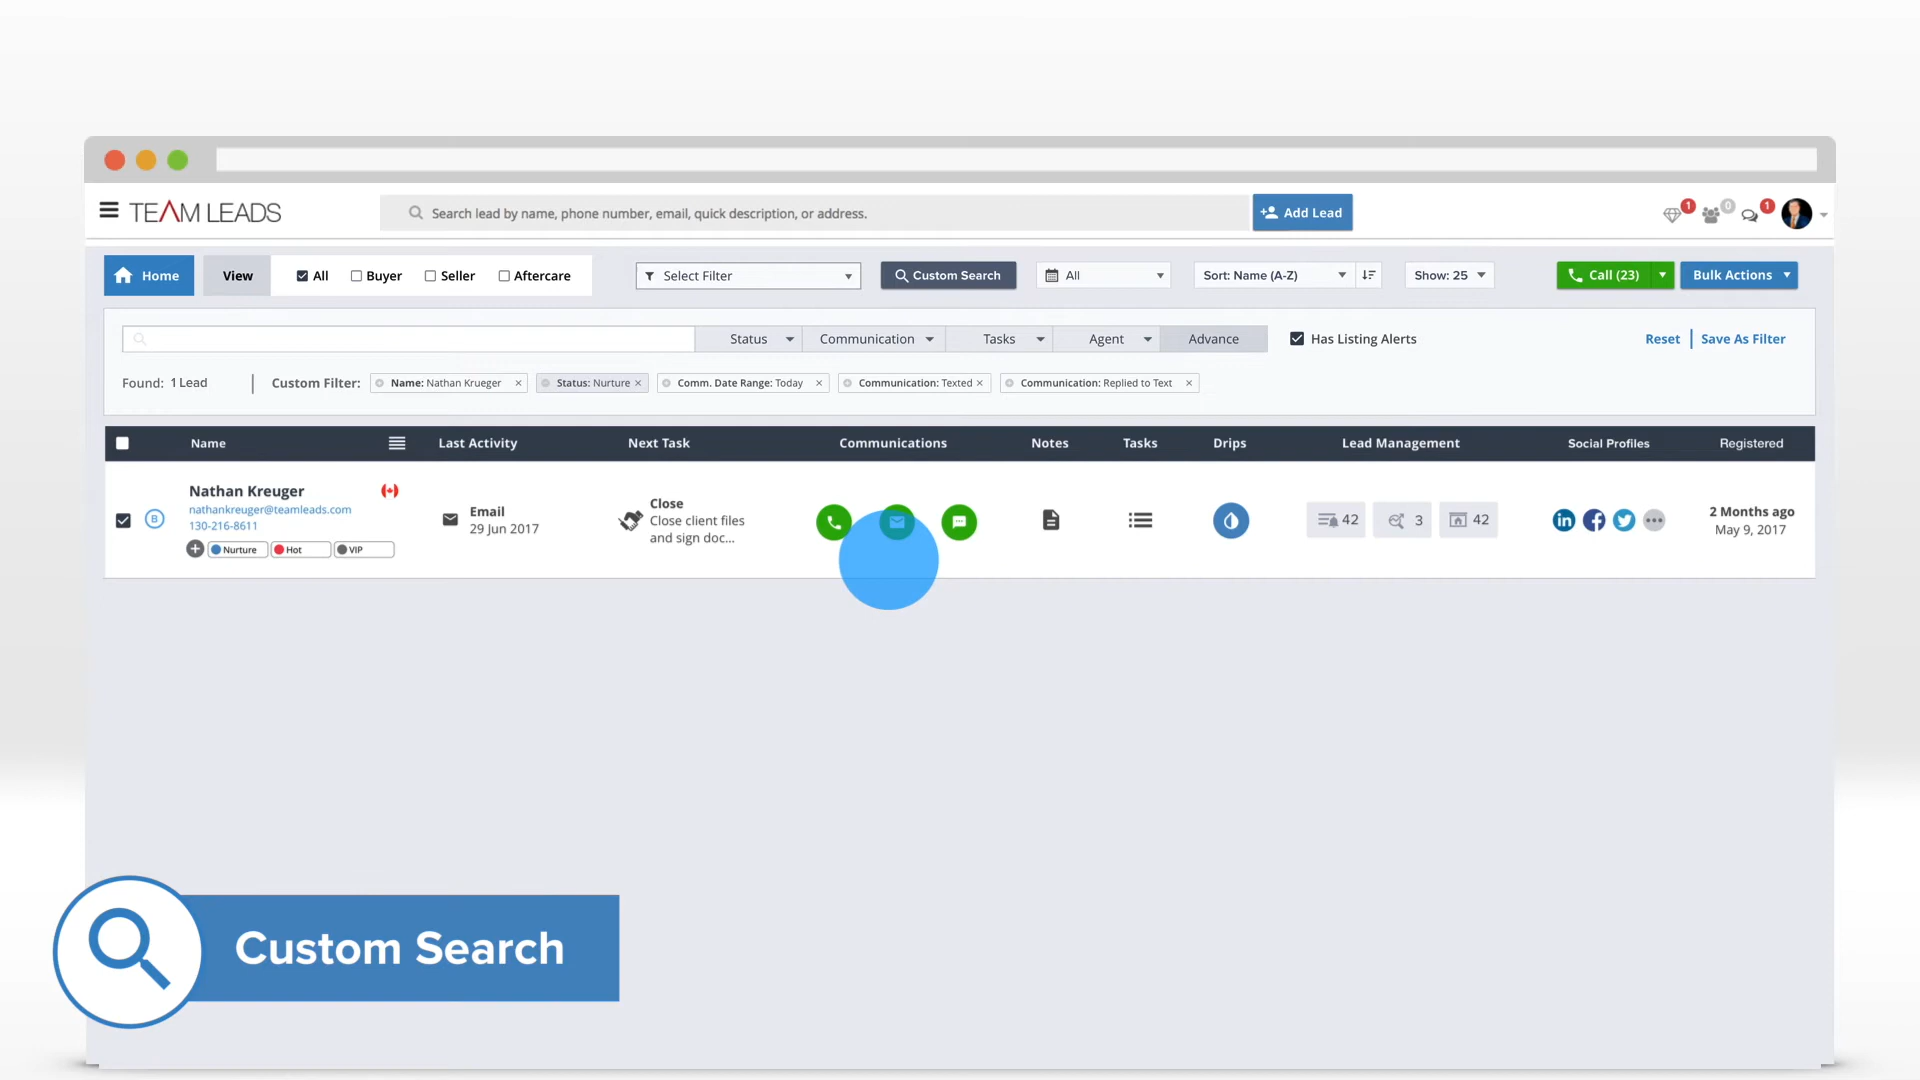 TEAM LEADS
Search lead by name, phone number, email, quick description, or address.
Add Lead
1
0
1
Home
View
All
Buyer
Seller
Aftercare
Select Filter
Custom Search
All
Sort: Name (A-Z)
Show: 25
Call (23)
Bulk Actions
Status
Communication
Tasks
Agent
Advance
Has Listing Alerts
Reset
Save As Filter
Found: 1 Lead
Custom Filter:
Name: Nathan Krueger ×
Status: Nurture ×
Comm. Date Range: Today ×
Communication: Texted ×
Communication: Replied to Text ×
Name
Last Activity
Next Task
Communications
Notes
Tasks
Drips
Lead Management
Social Profiles
Registered
B
Nathan Kreuger
nathankreuger@teamleads.com
130-216-8611
Nurture
Hot
VIP
Email
29 Jun 2017
Close
Close client files
and sign doc...
42
3
42
2 Months ago
May 9, 2017
Custom Search